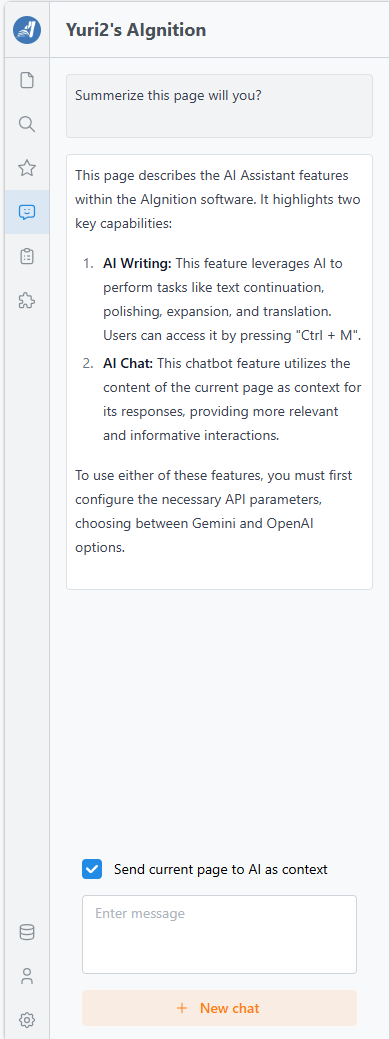 Yuri2's AIgnition
Summerize this page will you?
This page describes the AI Assistant features
within the AIgnition software. It highlights two
key capabilities:
1. AI Writing: This feature leverages AI to
perform tasks like text continuation,
polishing, expansion, and translation.
Users can access it by pressing "Ctrl + M".
2. AI Chat: This chatbot feature utilizes the
content of the current page as context for
its responses, providing more relevant
and informative interactions.
To use either of these features, you must first
configure the necessary API parameters,
choosing between Gemini and OpenAI
options.
Send current page to AI as context
Enter message
+ New chat